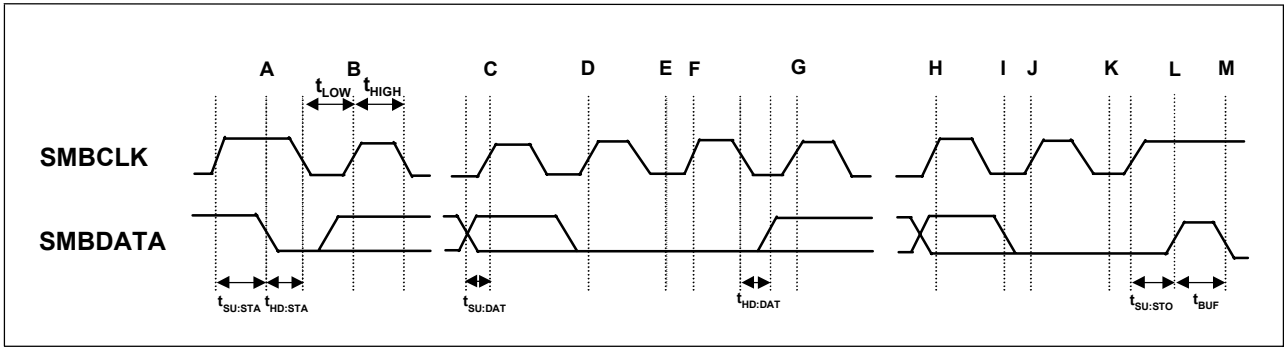 A B C D E F G H I J K L M
tLOW tHIGH
SMBCLK
SMBDATA
tSU:STA tHD:STA tSU:DAT tHD:DAT tSU:STO tBUF